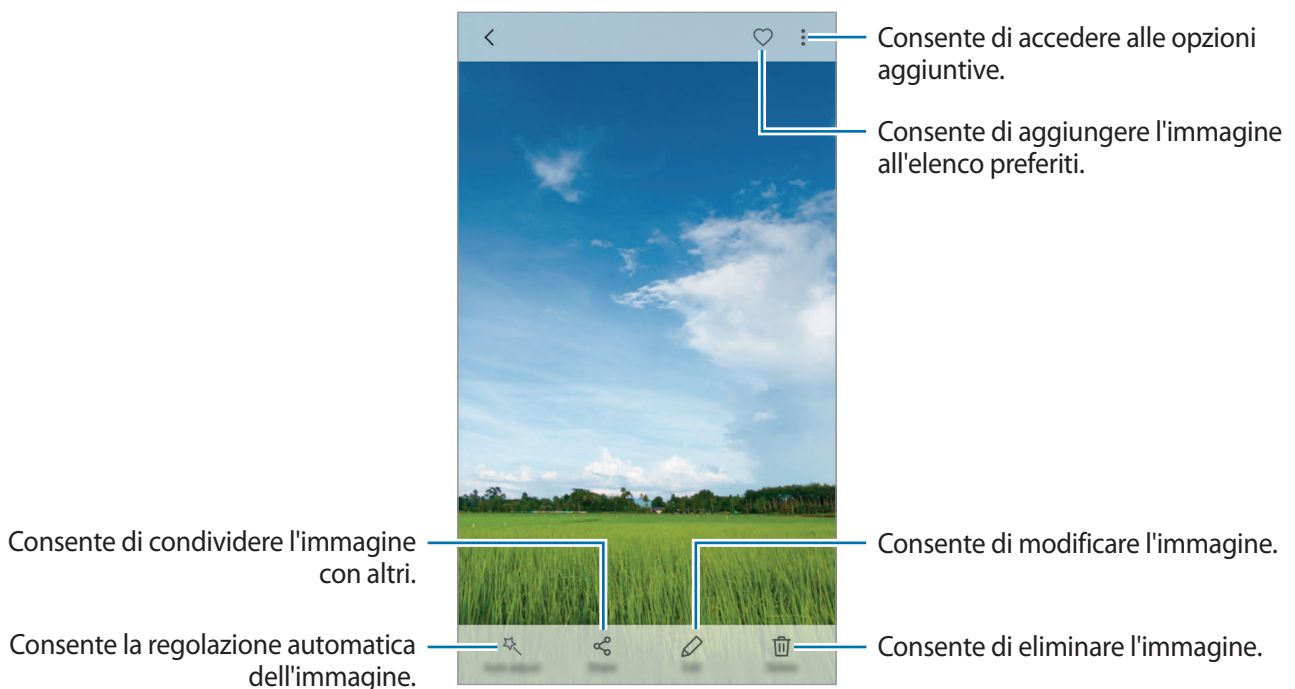 Consente di accedere alle opzioni
aggiuntive.
Consente di aggiungere l'immagine
all'elenco preferiti.
Consente di condividere l'immagine
con altri.
Consente di modificare l'immagine.
Consente la regolazione automatica
dell'immagine.
Consente di eliminare l'immagine.